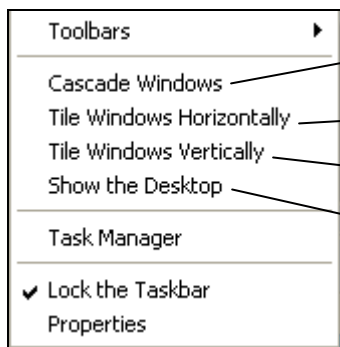 Toolbars
Cascade Windows
Tile Windows Horizontally
Tile Windows Vertically
Show the Desktop
Task Manager
Lock the Taskbar
Properties